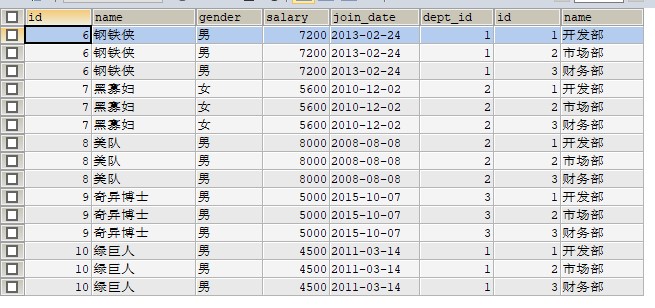 id name gender salary join_date dept_id id name
6 钢铁侠 男 7200 2013-02-24 1 1 开发部
6 钢铁侠 男 7200 2013-02-24 1 2 市场部
6 钢铁侠 男 7200 2013-02-24 1 3 财务部
7 黑寡妇 女 5600 2010-12-02 2 1 开发部
7 黑寡妇 女 5600 2010-12-02 2 2 市场部
7 黑寡妇 女 5600 2010-12-02 2 3 财务部
8 美队 男 8000 2008-08-08 2 1 开发部
8 美队 男 8000 2008-08-08 2 2 市场部
8 美队 男 8000 2008-08-08 2 3 财务部
9 奇异博士 男 5000 2015-10-07 3 1 开发部
9 奇异博士 男 5000 2015-10-07 3 2 市场部
9 奇异博士 男 5000 2015-10-07 3 3 财务部
10 绿巨人 男 4500 2011-03-14 1 1 开发部
10 绿巨人 男 4500 2011-03-14 1 2 市场部
10 绿巨人 男 4500 2011-03-14 1 3 财务部